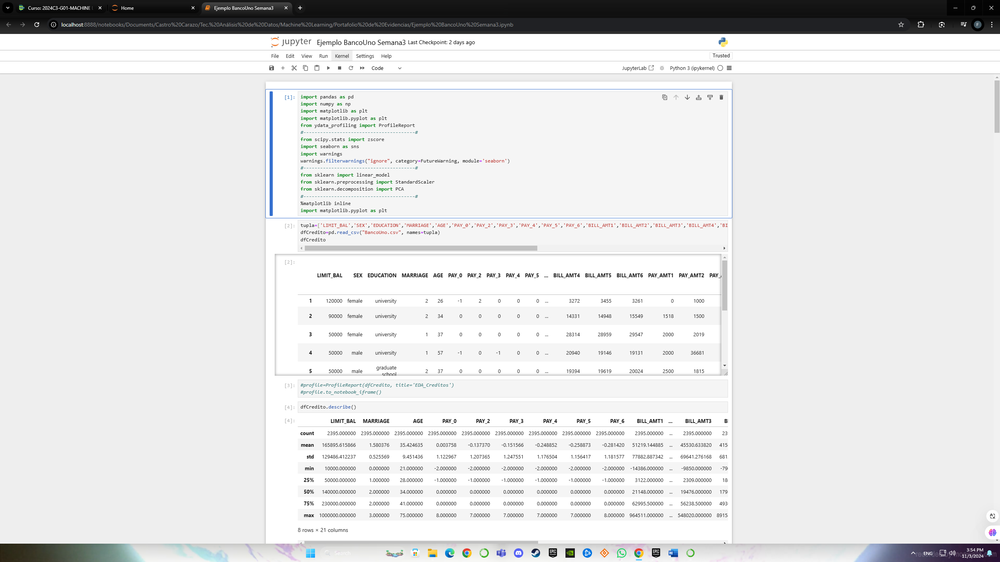 Curso: 2024C3-G01-MACHINE L
Home
Ejemplo BancoUno Semana3
localhost:8888/notebooks/Documents/Castro%20Carazo/Tec.%20Análisis%20de%20Datos/Machine%20Learning/Portafolio%20de%20Evidencias/Ejemplo%20BancoUno%20Semana3.ipynb
F
jupyter Ejemplo BancoUno Semana3 Last Checkpoint: 2 days ago
File Edit View Run Kernel Settings Help
Trusted
Code
JupyterLab
Python 3 (ipykernel)
[1]:
import pandas as pd
import numpy as np
import matplotlib as plt
import matplotlib.pyplot as plt
from ydata_profiling import ProfileReport
#----------------------------------------#
from scipy.stats import zscore
import seaborn as sns
import warnings
warnings.filterwarnings("ignore", category=FutureWarning, module='seaborn')
#----------------------------------------#
from sklearn import linear_model
from sklearn.preprocessing import StandardScaler
from sklearn.decomposition import PCA
#----------------------------------------#
%matplotlib inline
import matplotlib.pyplot as plt
[2]:
tupla=['LIMIT_BAL','SEX','EDUCATION','MARRIAGE','AGE','PAY_0','PAY_2','PAY_3','PAY_4','PAY_5','PAY_6','BILL_AMT1','BILL_AMT2','BILL_AMT3','BILL_AMT4','BI
dfCredito=pd.read_csv("BancoUno.csv", names=tupla)
dfCredito
[2]:
LIMIT_BAL SEX EDUCATION MARRIAGE AGE PAY_0 PAY_2 PAY_3 PAY_4 PAY_5 ... BILL_AMT4 BILL_AMT5 BILL_AMT6 PAY_AMT1 PAY_AMT2 PAY_
1 120000 female university 2 26 -1 2 0 0 0 ... 3272 3455 3261 0 1000
2 90000 female university 2 34 0 0 0 0 0 ... 14331 14948 15549 1518 1500
3 50000 female university 1 37 0 0 0 0 0 ... 28314 28959 29547 2000 2019
4 50000 male university 1 57 -1 0 -1 0 0 ... 20940 19146 19131 2000 36681
5 50000 male graduate school 2 37 0 0 0 0 0 ... 19394 19619 20024 2500 1815
[3]:
#profile=ProfileReport(dfCredito, title='EDA_Creditos')
#profile.to_notebook_iframe()
[4]:
dfCredito.describe()
[4]:
LIMIT_BAL MARRIAGE AGE PAY_0 PAY_2 PAY_3 PAY_4 PAY_5 PAY_6 BILL_AMT1 ... BILL_AMT3 BI
count 2395.000000 2395.000000 2395.000000 2395.000000 2395.000000 2395.000000 2395.000000 2395.000000 2395.000000 2395.000000 ... 2395.000000 239
mean 165895.615866 1.580376 35.424635 0.003758 -0.137370 -0.151566 -0.248852 -0.258873 -0.281420 51219.144885 ... 45530.633820 415
std 129486.412237 0.525569 9.451436 1.122967 1.207365 1.247551 1.176504 1.156417 1.181577 77882.887342 ... 69641.276168 681
min 10000.000000 0.000000 21.000000 -2.000000 -2.000000 -2.000000 -2.000000 -2.000000 -2.000000 -14386.000000 ... -9850.000000 -79
25% 50000.000000 1.000000 28.000000 -1.000000 -1.000000 -1.000000 -1.000000 -1.000000 -1.000000 3122.000000 ... 2309.000000 18
50% 140000.000000 2.000000 34.000000 0.000000 0.000000 0.000000 0.000000 0.000000 0.000000 21148.000000 ... 19476.000000 179
75% 230000.000000 2.000000 41.000000 0.000000 0.000000 0.000000 0.000000 0.000000 0.000000 62995.500000 ... 56238.500000 493
max 1000000.000000 3.000000 75.000000 8.000000 7.000000 7.000000 7.000000 7.000000 8.000000 964511.000000 ... 548020.000000 8915
8 rows × 21 columns
Search
ENG
3:54 PM
11/3/2024